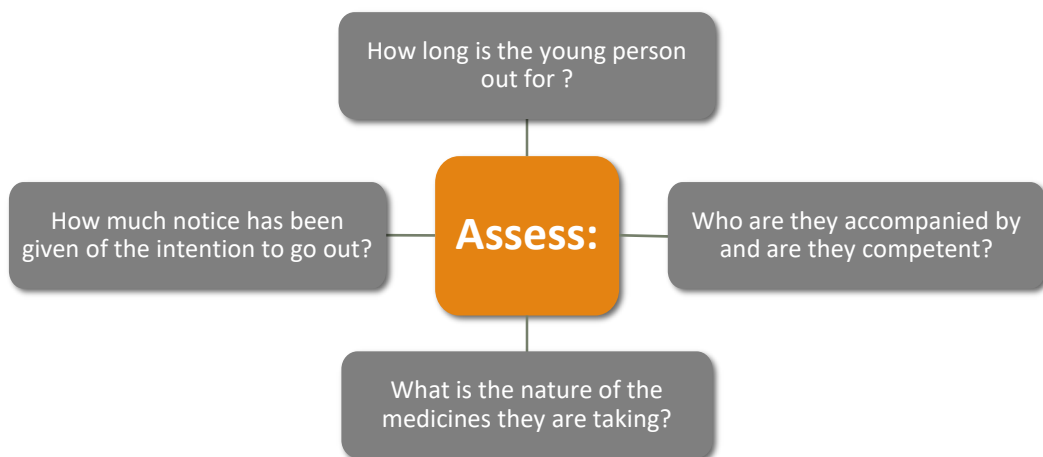 How long is the young person
out for ?
How much notice has been
given of the intention to go out?
Assess:
Who are they accompanied by
and are they competent?
What is the nature of the
medicines they are taking?